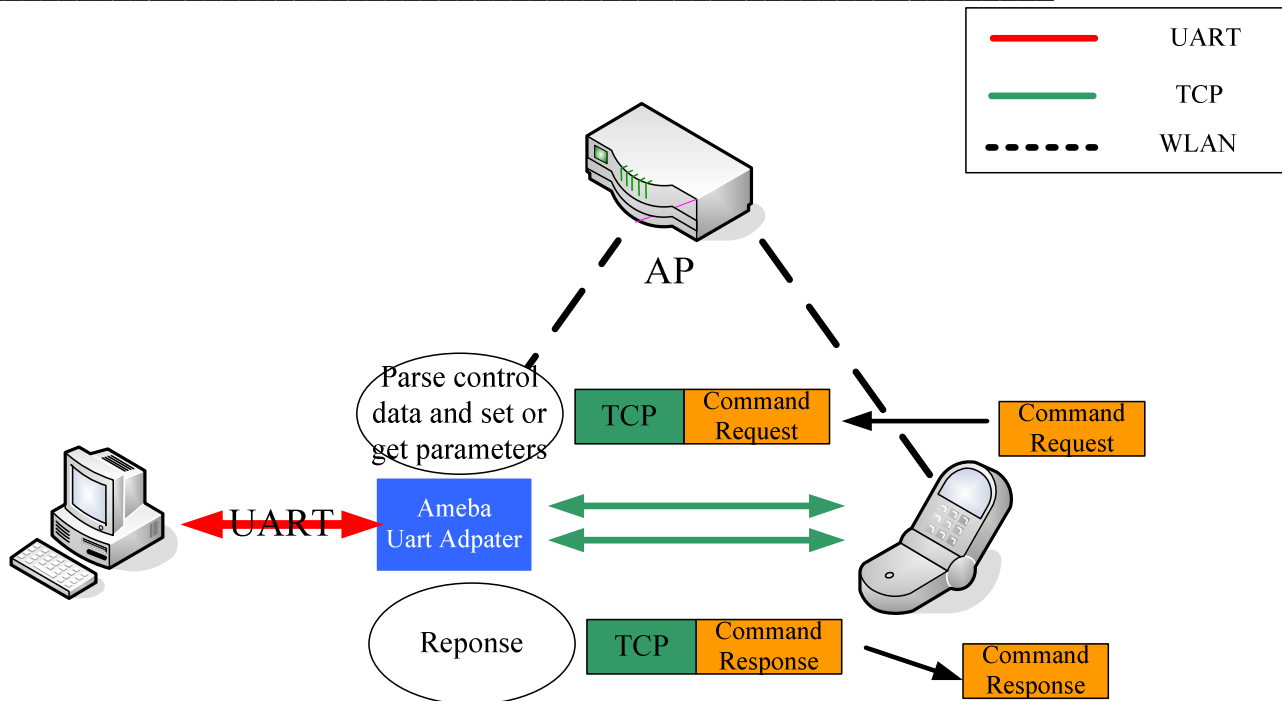 UART
TCP
WLAN
AP
Parse control
data and set or
get parameters
TCP
Command
Request
Command
Request
UART
Ameba
Uart Adpater
Reponse
TCP
Command
Response
Command
Response